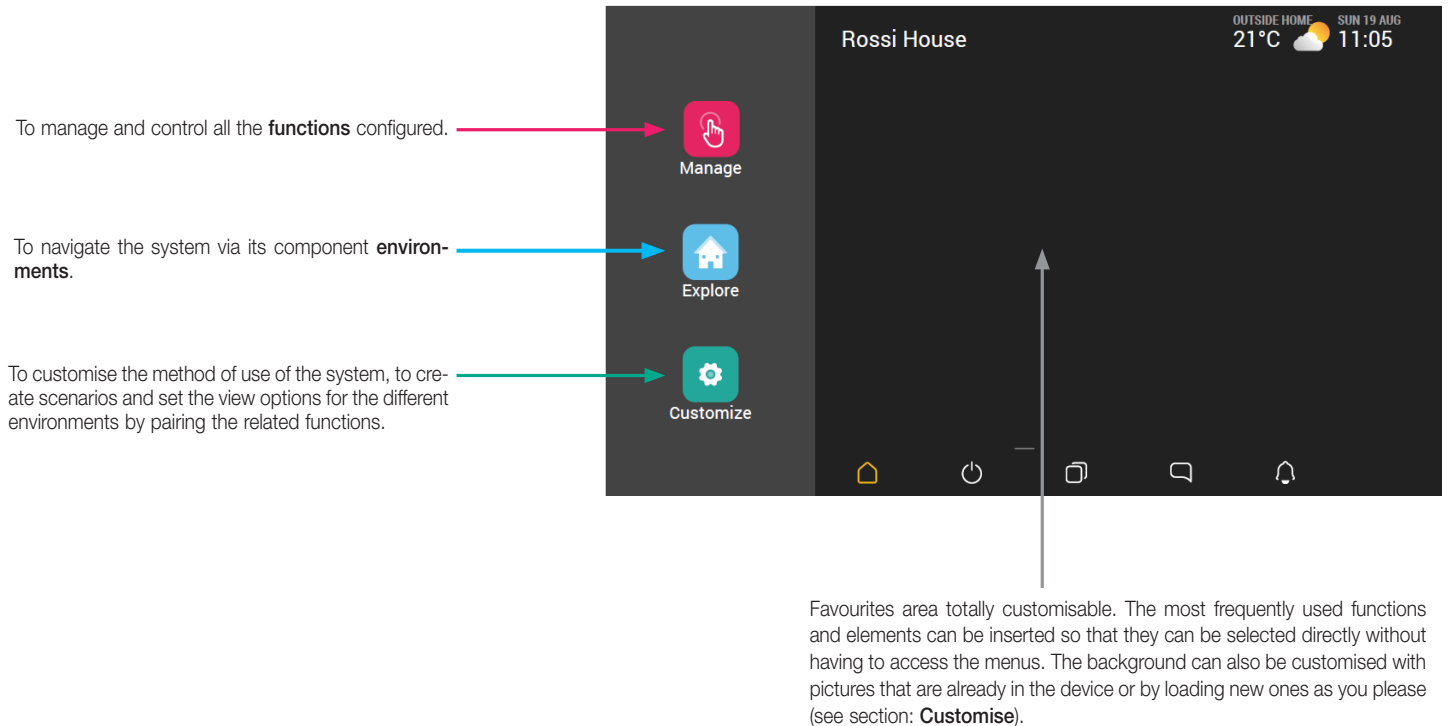 Rossi House
OUTSIDE HOME
21°C
SUN 19 AUG
11:05
To manage and control all the functions configured.
Manage
To navigate the system via its component environ-
ments.
Explore
To customise the method of use of the system, to cre-
ate scenarios and set the view options for the different
environments by pairing the related functions.
Customize
Favourites area totally customisable. The most frequently used functions
and elements can be inserted so that they can be selected directly without
having to access the menus. The background can also be customised with
pictures that are already in the device or by loading new ones as you please
(see section: Customise).